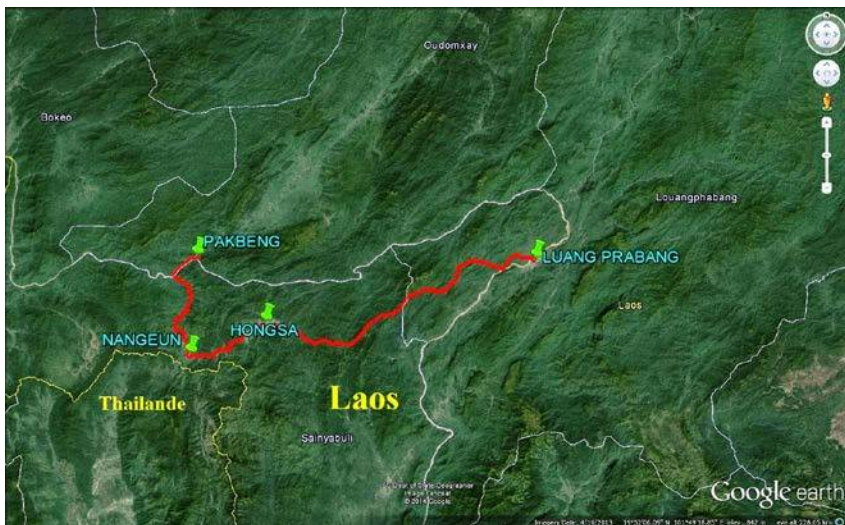 Oudomxay
Bokeo
Louangphabang
PAKBENG
LUANG PRABANG
Laos
HONGSA
NANGEUN
Thailande
Laos
Sainyabuli
Google earth